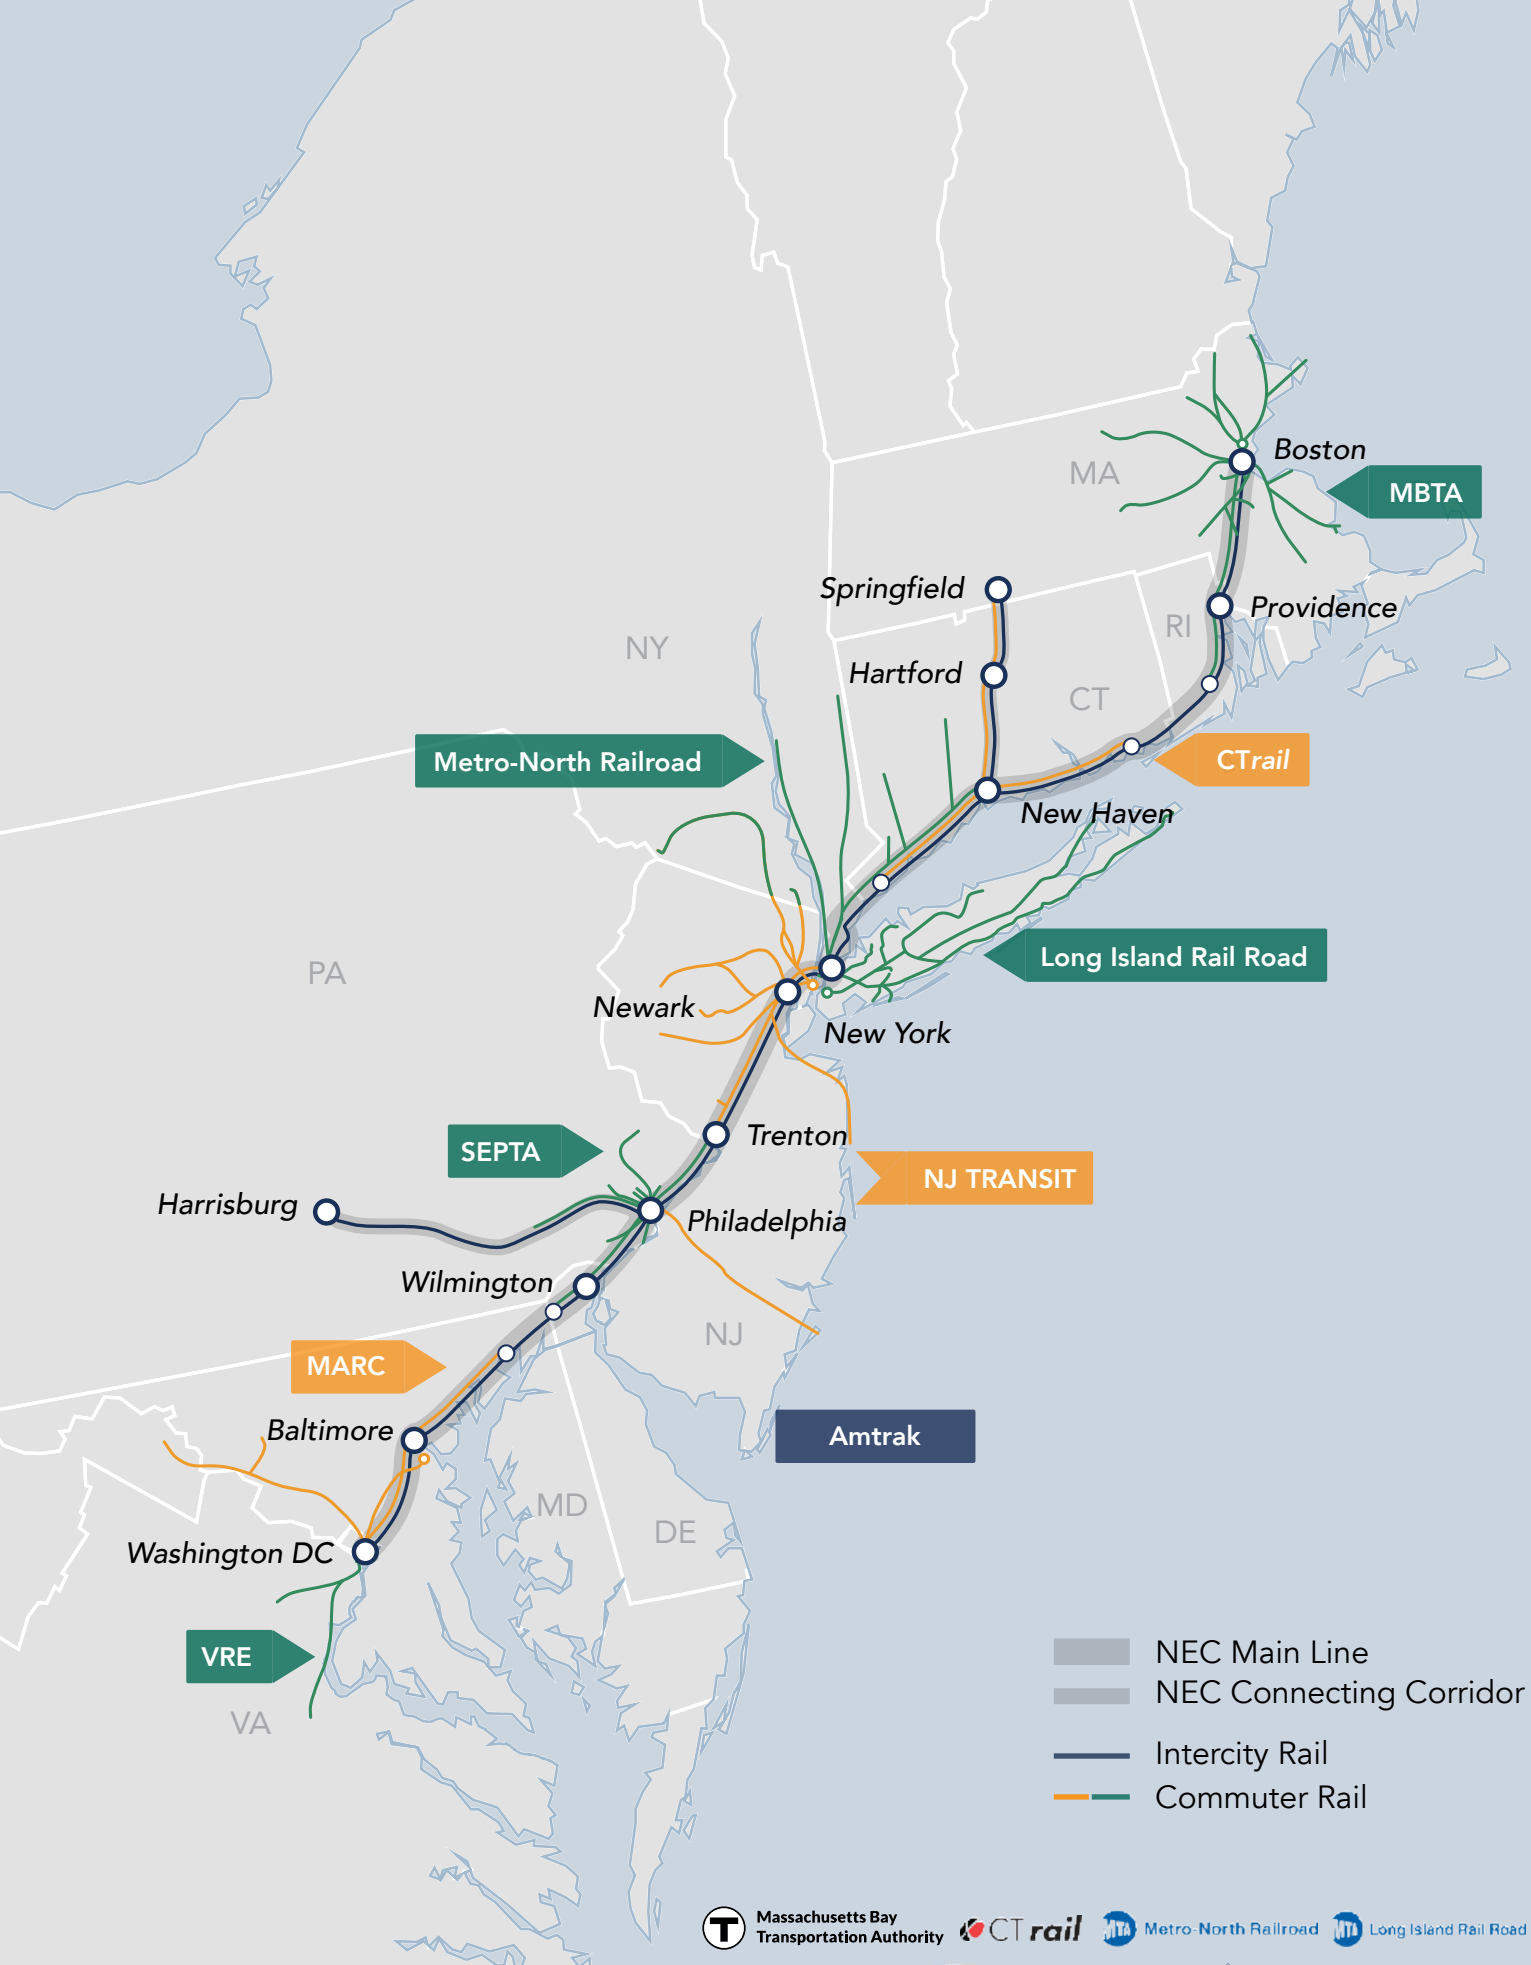 Boston
MA
MBTA
Springfield
Providence
RI
NY
Hartford
CT
Metro-North Railroad
CTrail
New Haven
Long Island Rail Road
PA
Newark
New York
Trenton
SEPTA
NJ TRANSIT
Harrisburg
Philadelphia
Wilmington
NJ
MARC
Baltimore
Amtrak
MD
DE
Washington DC
VRE
VA
NEC Main Line
NEC Connecting Corridor
Intercity Rail
Commuter Rail
T
Massachusetts Bay
Transportation Authority
CTrail
MTA
Metro-North Railroad
MTA
Long Island Rail Road